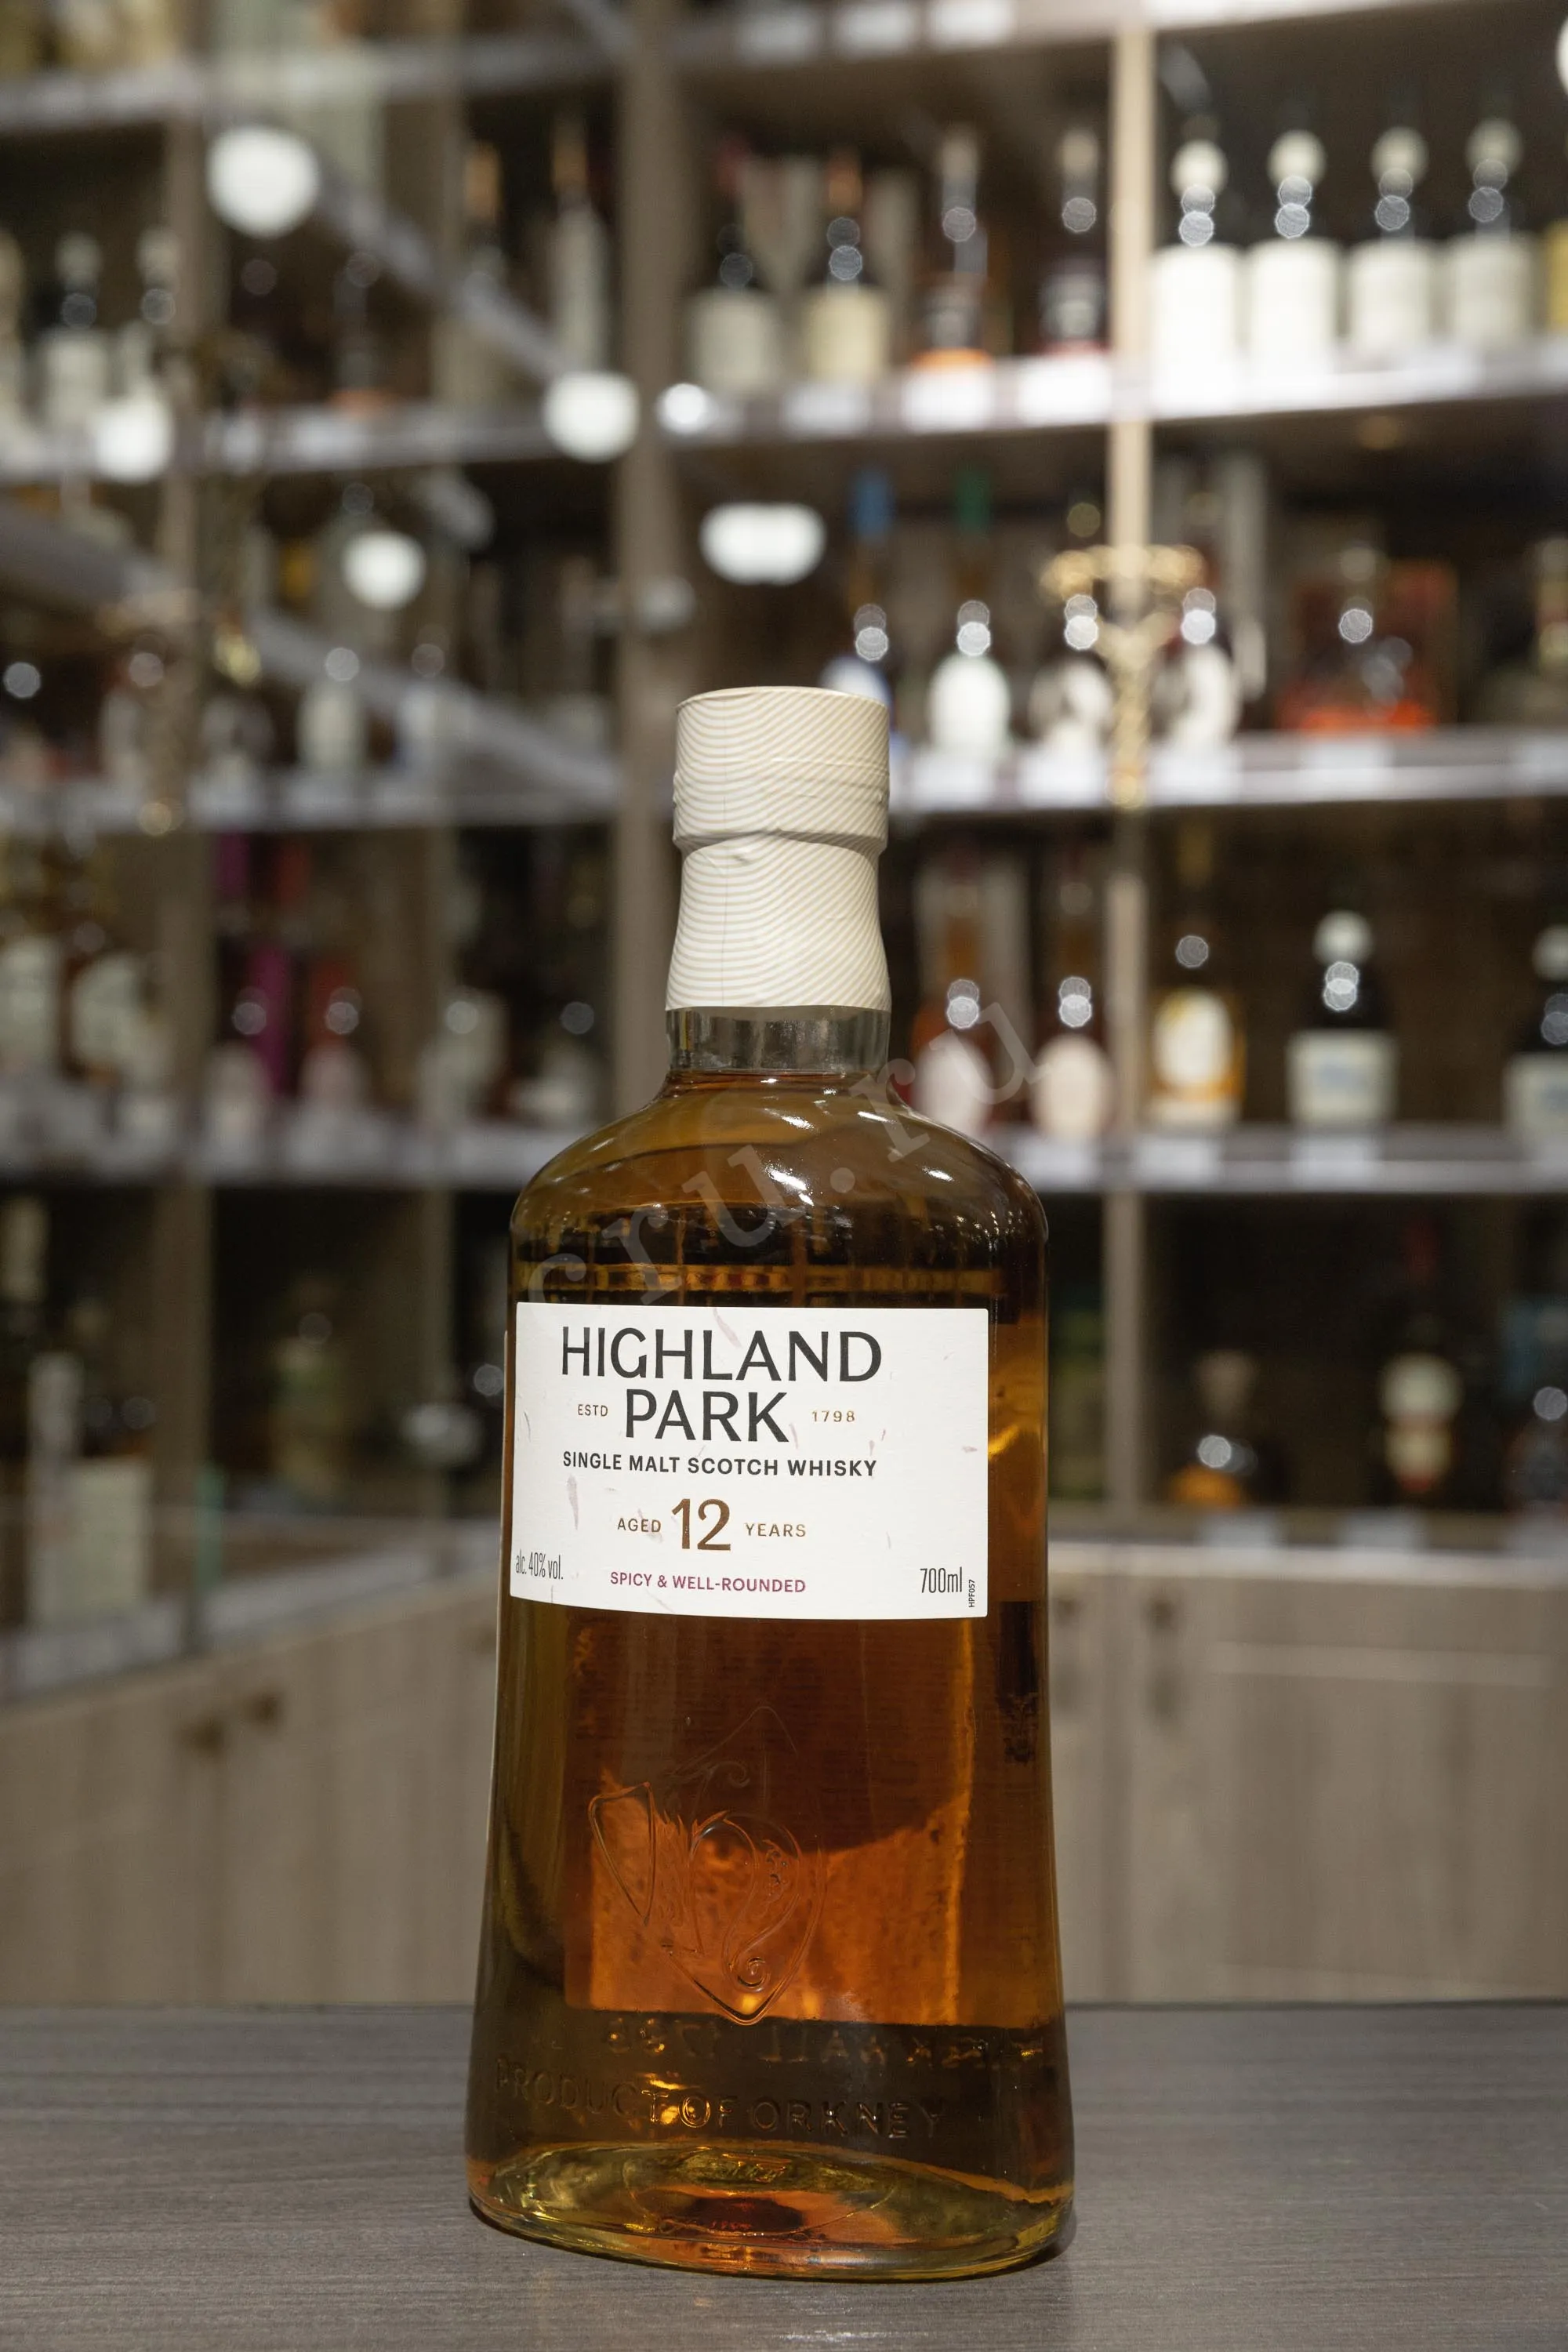 cru.ru
HIGHLAND
ESTD PARK 1798
SINGLE MALT SCOTCH WHISKY
AGED 12 YEARS
alc. 40% vol.
SPICY & WELL-ROUNDED
700ml
HPF057
PRODUCT OF ORKNEY